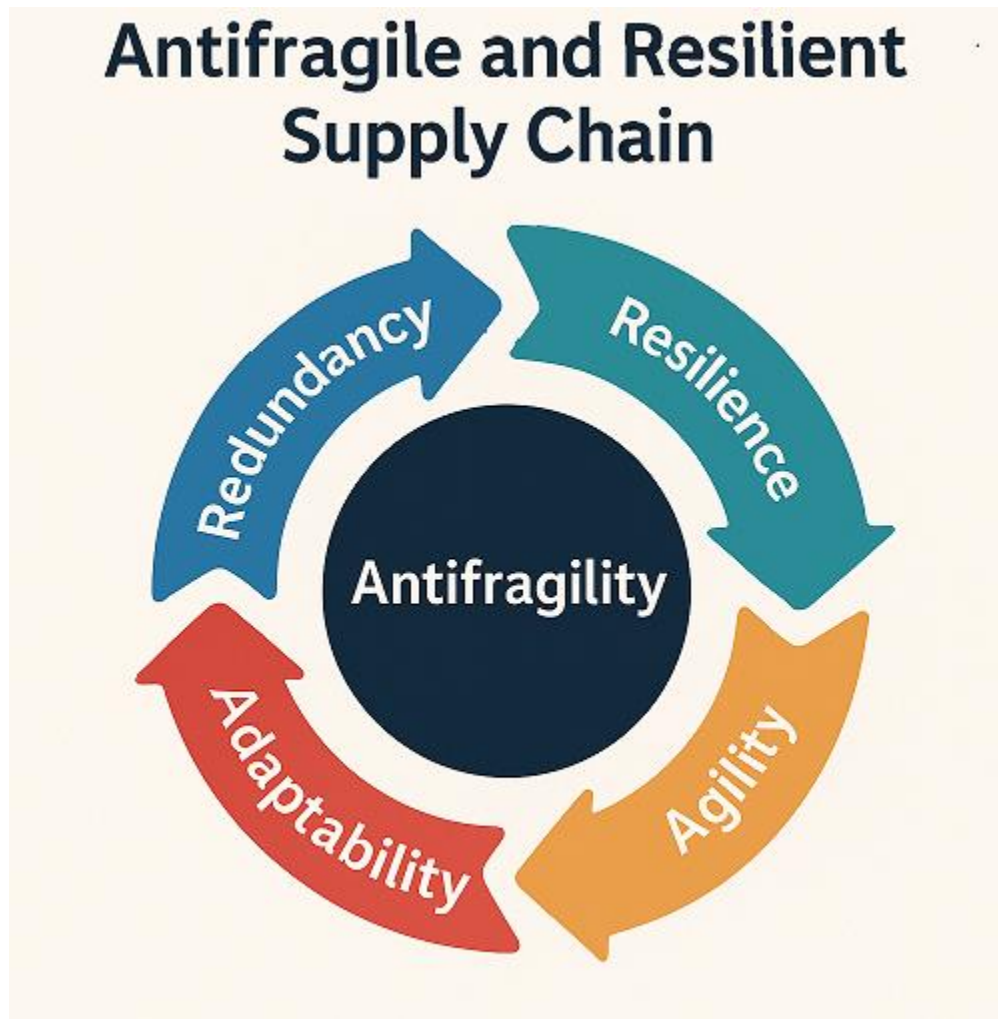 Antifragile and Resilient
Supply Chain
Redundancy
Resilience
Antifragility
Adaptability
Agility